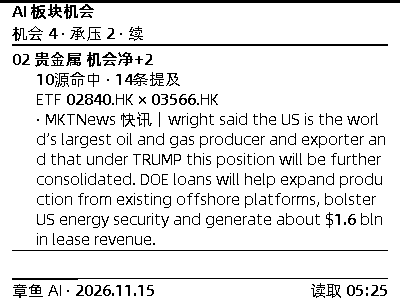 AI 板块机会
机会 4 · 承压 2 · 续
02 贵金属 机会净+2
10源命中 · 14条提及
ETF 02840.HK × 03566.HK
· MKTNews 快讯｜wright said the US is the worl
d's largest oil and gas producer and exporter an
d that under TRUMP this position will be further
consolidated. DOE loans will help expand produ
ction from existing offshore platforms, bolster
US energy security and generate about $1.6 bln
in lease revenue.
章鱼 AI · 2026.11.15
读取 05:25